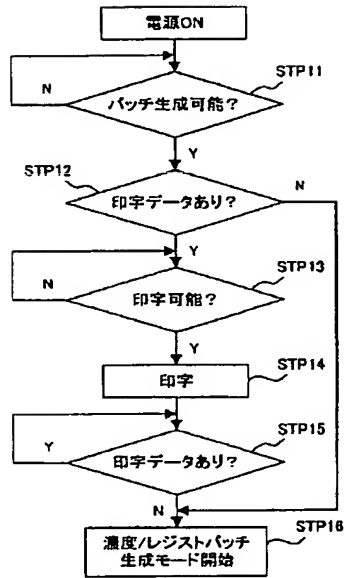 電源ON
STP11
N
パッチ生成可能?
Y
STP12
N
印字データあり?
Y
STP13
N
印字可能?
Y
STP14
印字
STP15
Y
印字データあり?
N
STP16
濃度/レジストパッチ
生成モード開始